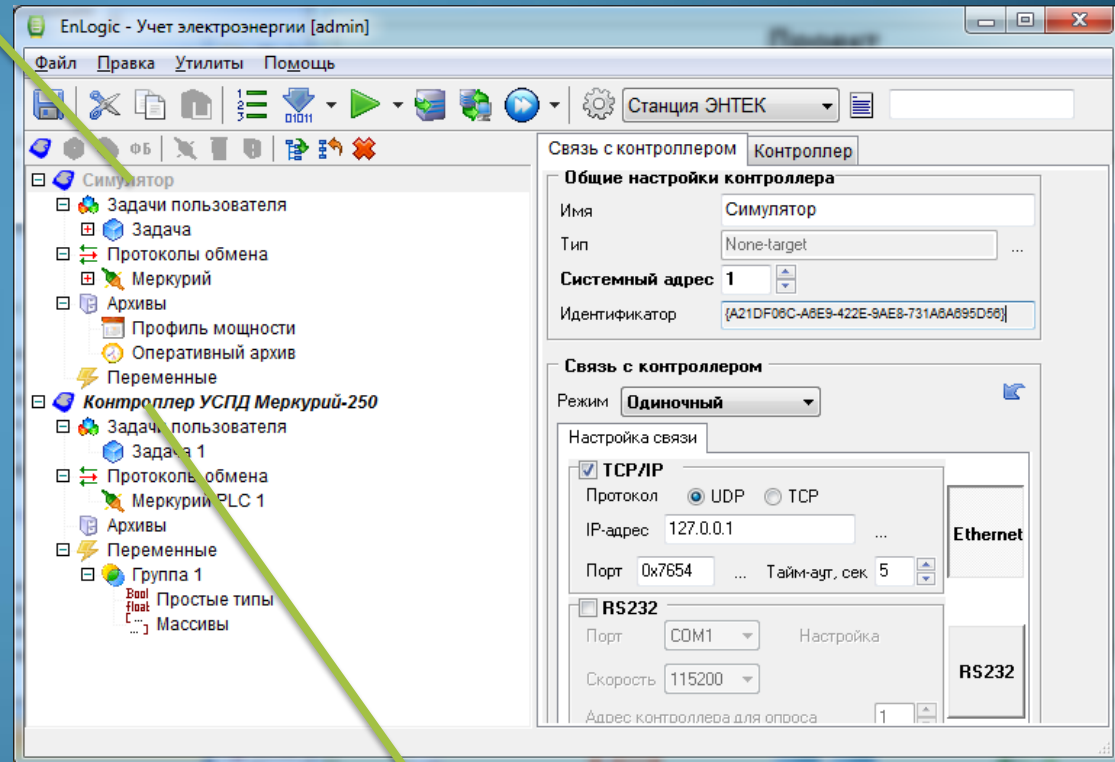 EnLogic - Учет электроэнергии [admin]
Файл Правка Утилиты Помощь
Станция ЭНТЕК
ФБ
Симулятор
Задачи пользователя
Задача
Протоколы обмена
Меркурий
Архивы
Профиль мощности
Оперативный архив
Переменные
Контроллер УСПД Меркурий-250
Задачи пользователя
Задача 1
Протоколы обмена
Меркурий PLC 1
Архивы
Переменные
Группа 1
Bool float Простые типы
Массивы
Связь с контроллером Контроллер
Общие настройки контроллера
Имя Симулятор
Тип None-target ...
Системный адрес 1
Идентификатор {A21DF06C-A6E9-422E-9AE8-731A6A695D56}
Связь с контроллером
Режим Одиночный
Настройка связи
TCP/IP
Протокол UDP TCP
IP-адрес 127.0.0.1 ...
Порт 0x7654 ... Тайм-аут, сек 5
Ethernet
RS232
Порт COM1 Настройка
Скорость 115200
RS232
Адрес контроллера для опроса 1